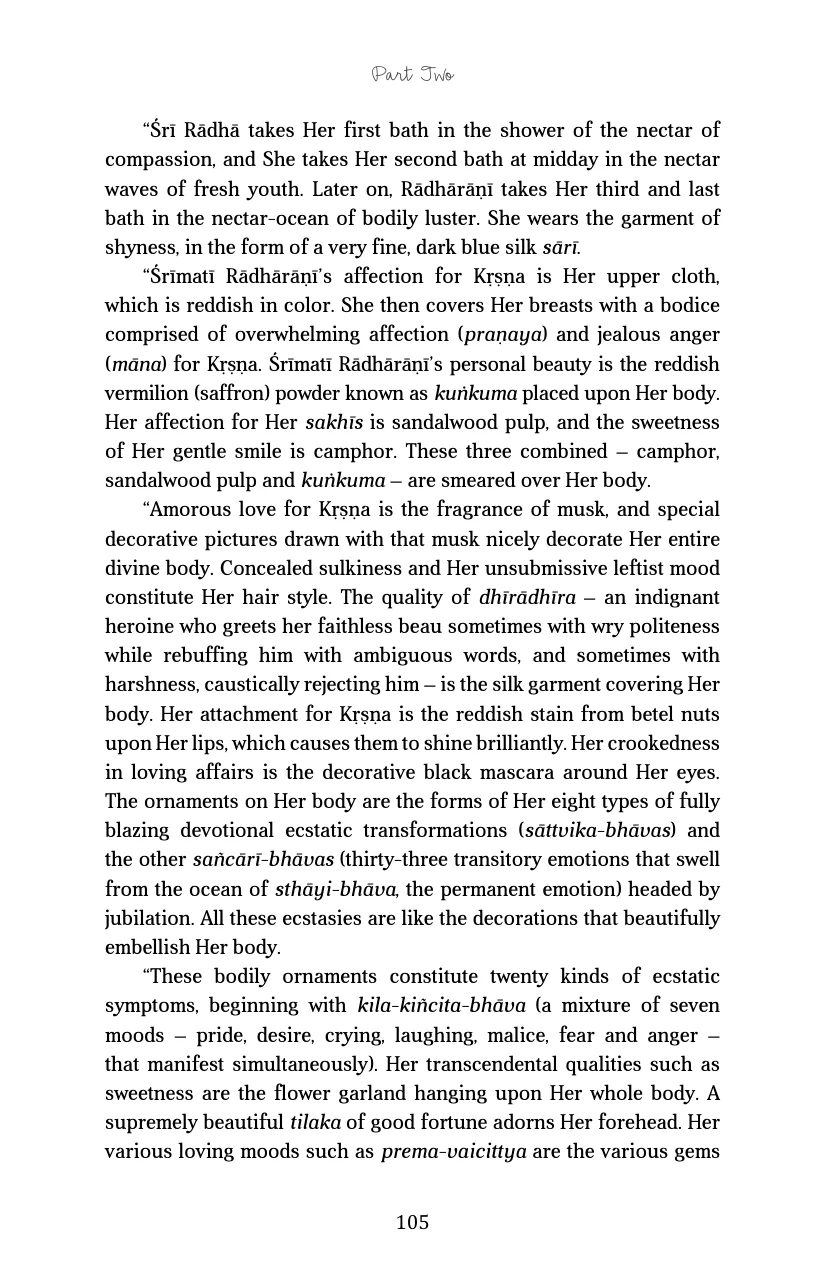 Part Two
“Śrī Rādhā takes Her first bath in the shower of the nectar of
compassion, and She takes Her second bath at midday in the nectar
waves of fresh youth. Later on, Rādhārāṇī takes Her third and last
bath in the nectar-ocean of bodily luster. She wears the garment of
shyness, in the form of a very fine, dark blue silk sārī.
“Śrīmatī Rādhārāṇī’s affection for Kṛṣṇa is Her upper cloth,
which is reddish in color. She then covers Her breasts with a bodice
comprised of overwhelming affection (praṇaya) and jealous anger
(māna) for Kṛṣṇa. Śrīmatī Rādhārāṇī’s personal beauty is the reddish
vermilion (saffron) powder known as kuṅkuma placed upon Her body.
Her affection for Her sakhīs is sandalwood pulp, and the sweetness
of Her gentle smile is camphor. These three combined – camphor,
sandalwood pulp and kuṅkuma – are smeared over Her body.
“Amorous love for Kṛṣṇa is the fragrance of musk, and special
decorative pictures drawn with that musk nicely decorate Her entire
divine body. Concealed sulkiness and Her unsubmissive leftist mood
constitute Her hair style. The quality of dhīrādhīra – an indignant
heroine who greets her faithless beau sometimes with wry politeness
while rebuffing him with ambiguous words, and sometimes with
harshness, caustically rejecting him – is the silk garment covering Her
body. Her attachment for Kṛṣṇa is the reddish stain from betel nuts
upon Her lips, which causes them to shine brilliantly. Her crookedness
in loving affairs is the decorative black mascara around Her eyes.
The ornaments on Her body are the forms of Her eight types of fully
blazing devotional ecstatic transformations (sāttvika-bhāvas) and
the other sañcārī-bhāvas (thirty-three transitory emotions that swell
from the ocean of sthāyi-bhāva, the permanent emotion) headed by
jubilation. All these ecstasies are like the decorations that beautifully
embellish Her body.
“These bodily ornaments constitute twenty kinds of ecstatic
symptoms, beginning with kila-kiñcita-bhāva (a mixture of seven
moods – pride, desire, crying, laughing, malice, fear and anger –
that manifest simultaneously). Her transcendental qualities such as
sweetness are the flower garland hanging upon Her whole body. A
supremely beautiful tilaka of good fortune adorns Her forehead. Her
various loving moods such as prema-vaicittya are the various gems
105